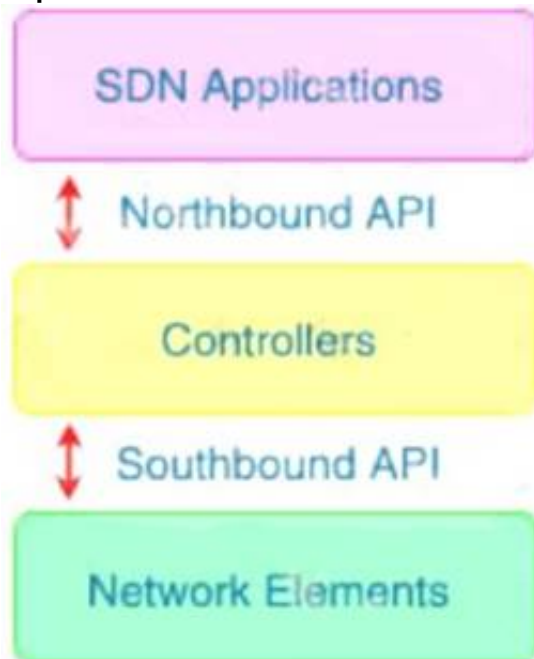 SDN Applications
Northbound API
Controllers
Southbound API
Network Elements